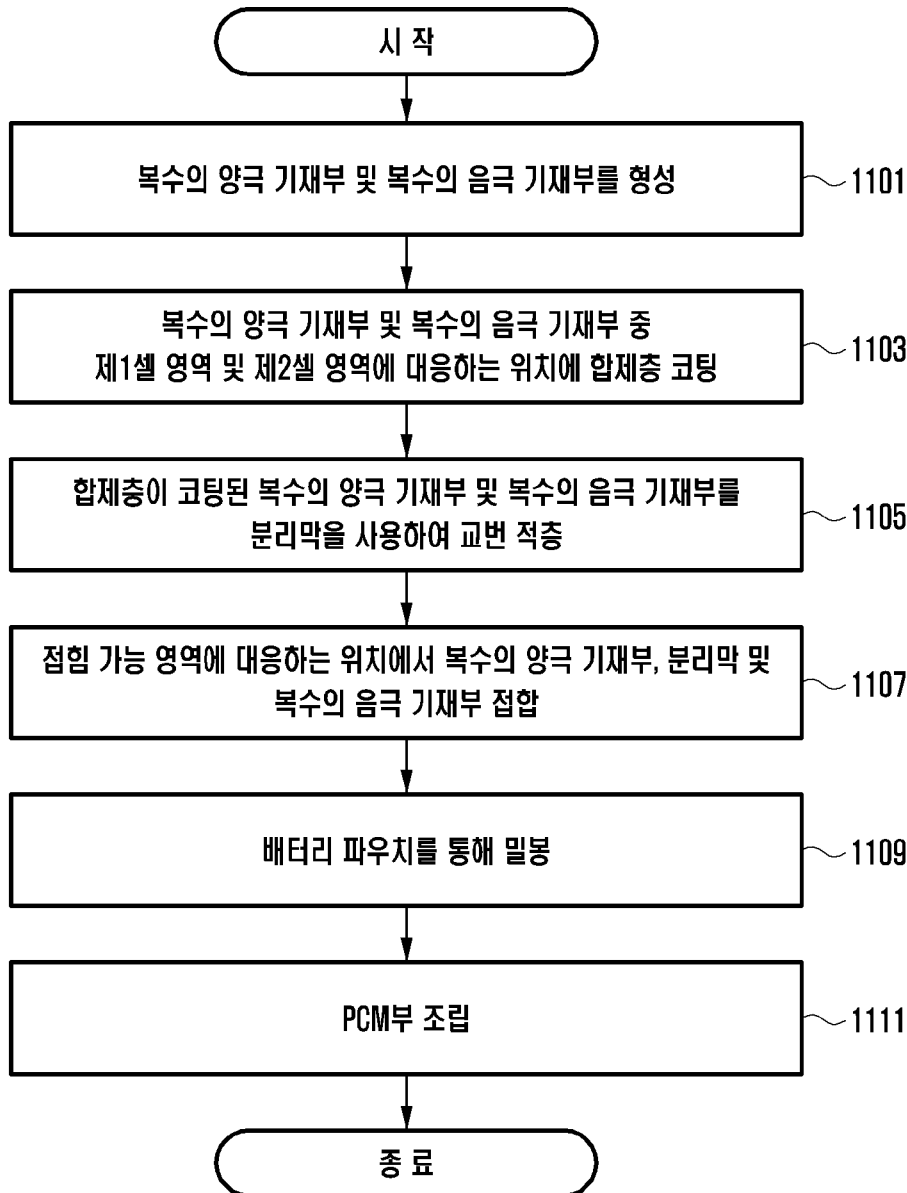 시 작
복수의 양극 기재부 및 복수의 음극 기재부를 형성
1101
복수의 양극 기재부 및 복수의 음극 기재부 중
제1셀 영역 및 제2셀 영역에 대응하는 위치에 합제층 코팅
1103
합제층이 코팅된 복수의 양극 기재부 및 복수의 음극 기재부를
분리막을 사용하여 교번 적층
1105
접힘 가능 영역에 대응하는 위치에서 복수의 양극 기재부, 분리막 및
복수의 음극 기재부 접합
1107
배터리 파우치를 통해 밀봉
1109
PCM부 조립
1111
종 료